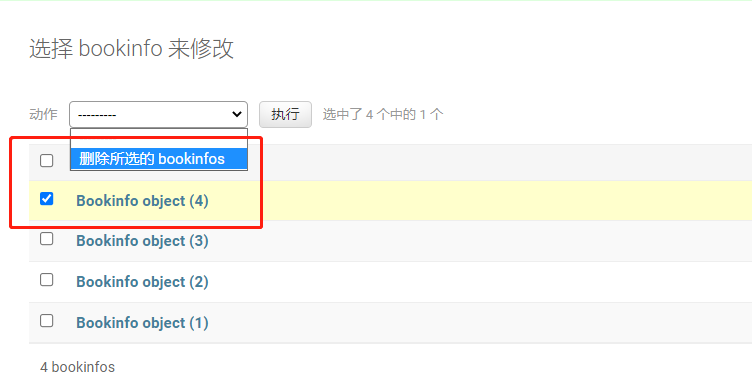 选择 bookinfo 来修改
动作 --------- 执行 选中了 4 个中的 1 个
删除所选的 bookinfos
Bookinfo object (4)
Bookinfo object (3)
Bookinfo object (2)
Bookinfo object (1)
4 bookinfos